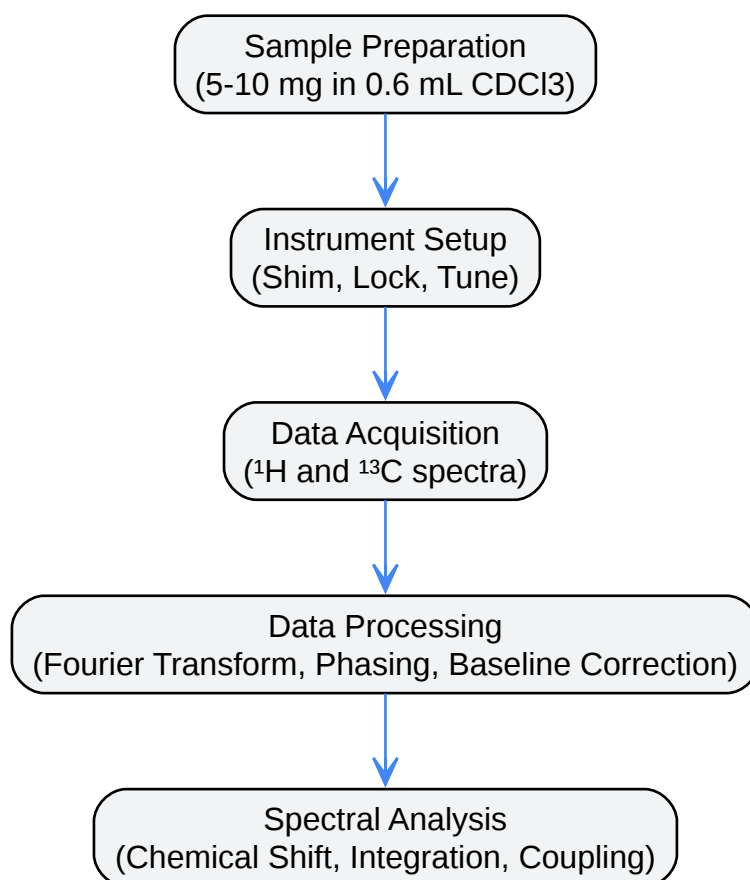 Sample Preparation
(5-10 mg in 0.6 mL CDCl3)
Instrument Setup
(Shim, Lock, Tune)
Data Acquisition
(¹H and ¹³C spectra)
Data Processing
(Fourier Transform, Phasing, Baseline Correction)
Spectral Analysis
(Chemical Shift, Integration, Coupling)